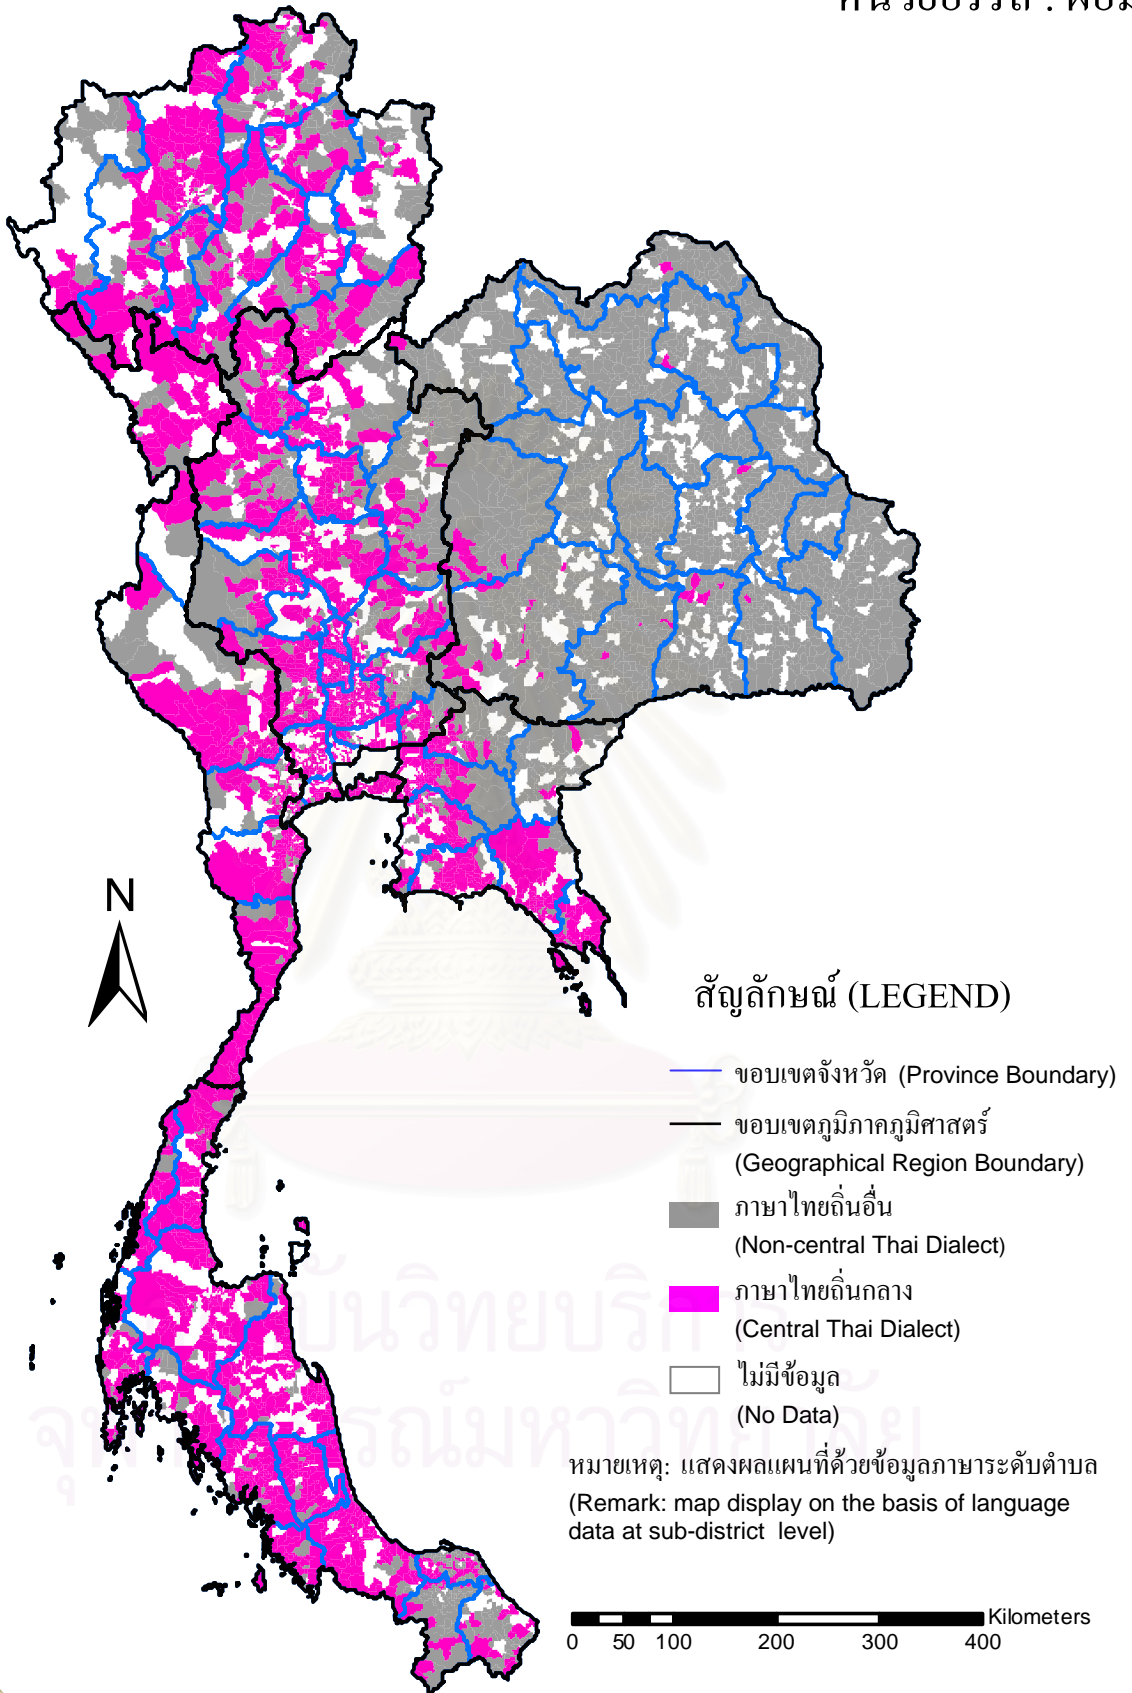 N
สัญลักษณ์ (LEGEND)
ขอบเขตจังหวัด (Province Boundary)
ขอบเขตภูมิภาคภูมิศาสตร์
(Geographical Region Boundary)
ภาษาไทยถิ่นอื่น
(Non-central Thai Dialect)
ภาษาไทยถิ่นกลาง
(Central Thai Dialect)
ไม่มีข้อมูล
(No Data)
หมายเหตุ: แสดงผลแผนที่ด้วยข้อมูลภาษาระดับตำบล
(Remark: map display on the basis of language
data at sub-district level)
Kilometers
0 50 100 200 300 400